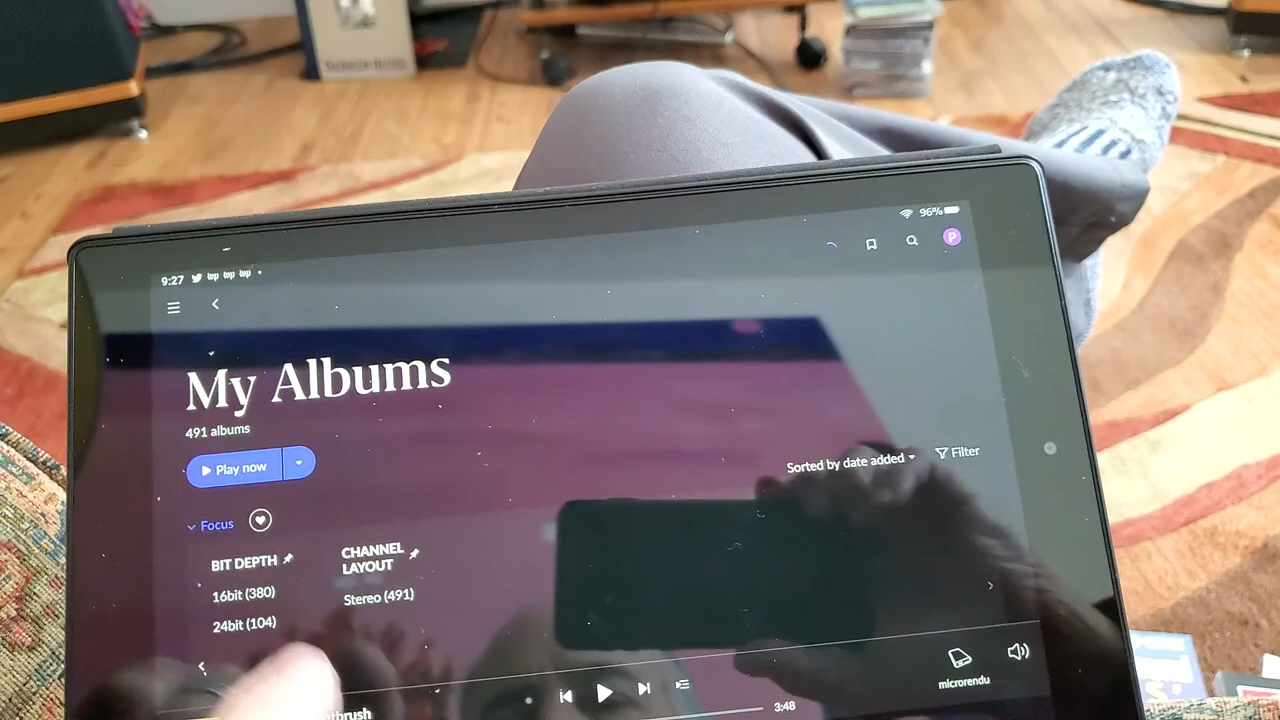 9:27
96%
P
My Albums
491 albums
Play now
Sorted by date added
Filter
Focus
BIT DEPTH
CHANNEL
LAYOUT
16bit (380)
Stereo (491)
24bit (104)
microrendu
3:48